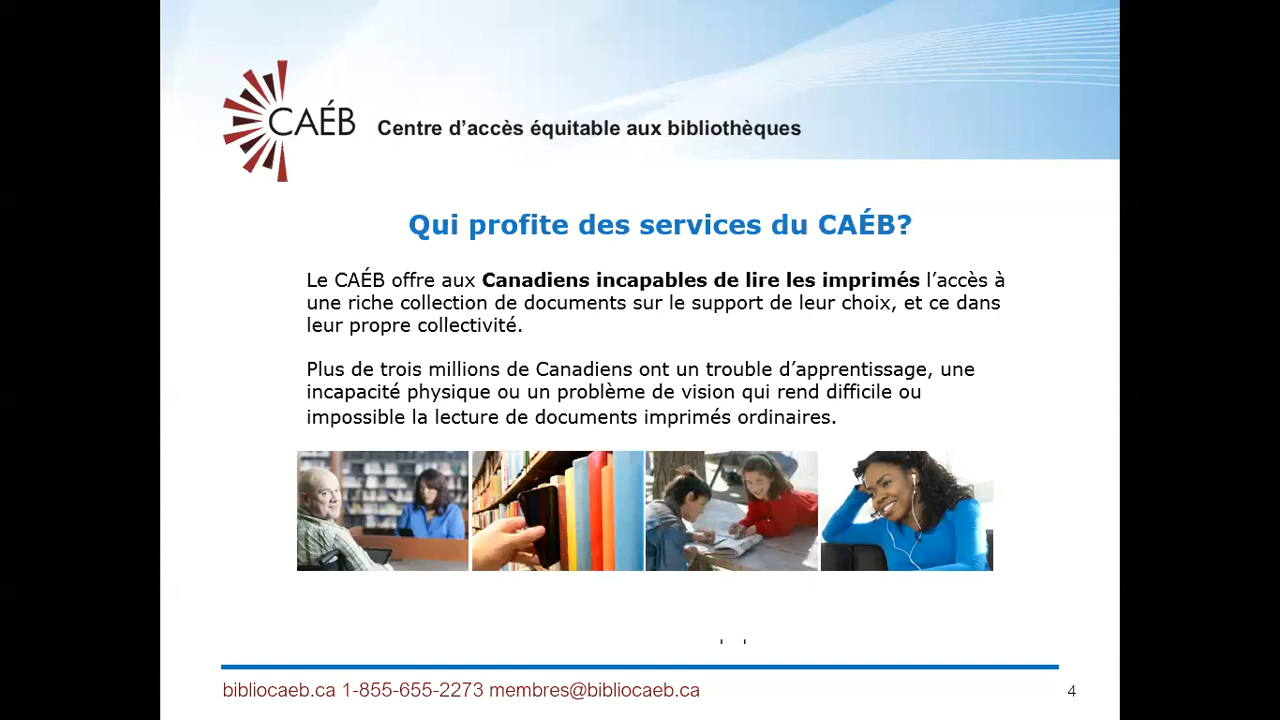 CAÉB
Centre d’accès équitable aux bibliothèques
Qui profite des services du CAÉB?
Le CAÉB offre aux Canadiens incapables de lire les imprimés l’accès à
une riche collection de documents sur le support de leur choix, et ce dans
leur propre collectivité.
Plus de trois millions de Canadiens ont un trouble d’apprentissage, une
incapacité physique ou un problème de vision qui rend difficile ou
impossible la lecture de documents imprimés ordinaires.
bibliocaeb.ca 1-855-655-2273 membres@bibliocaeb.ca
4